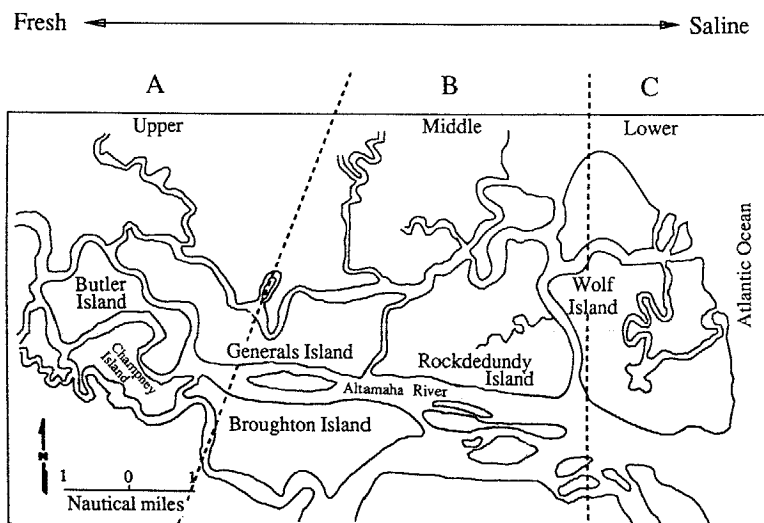 Fresh Saline
A B C
Upper Middle Lower
Atlantic Ocean
Butler
Island
Wolf
Island
Champney
Island
Generals Island
Rockdedundy
Island
Altamaha River
Broughton Island
N
1 0 1
Nautical miles